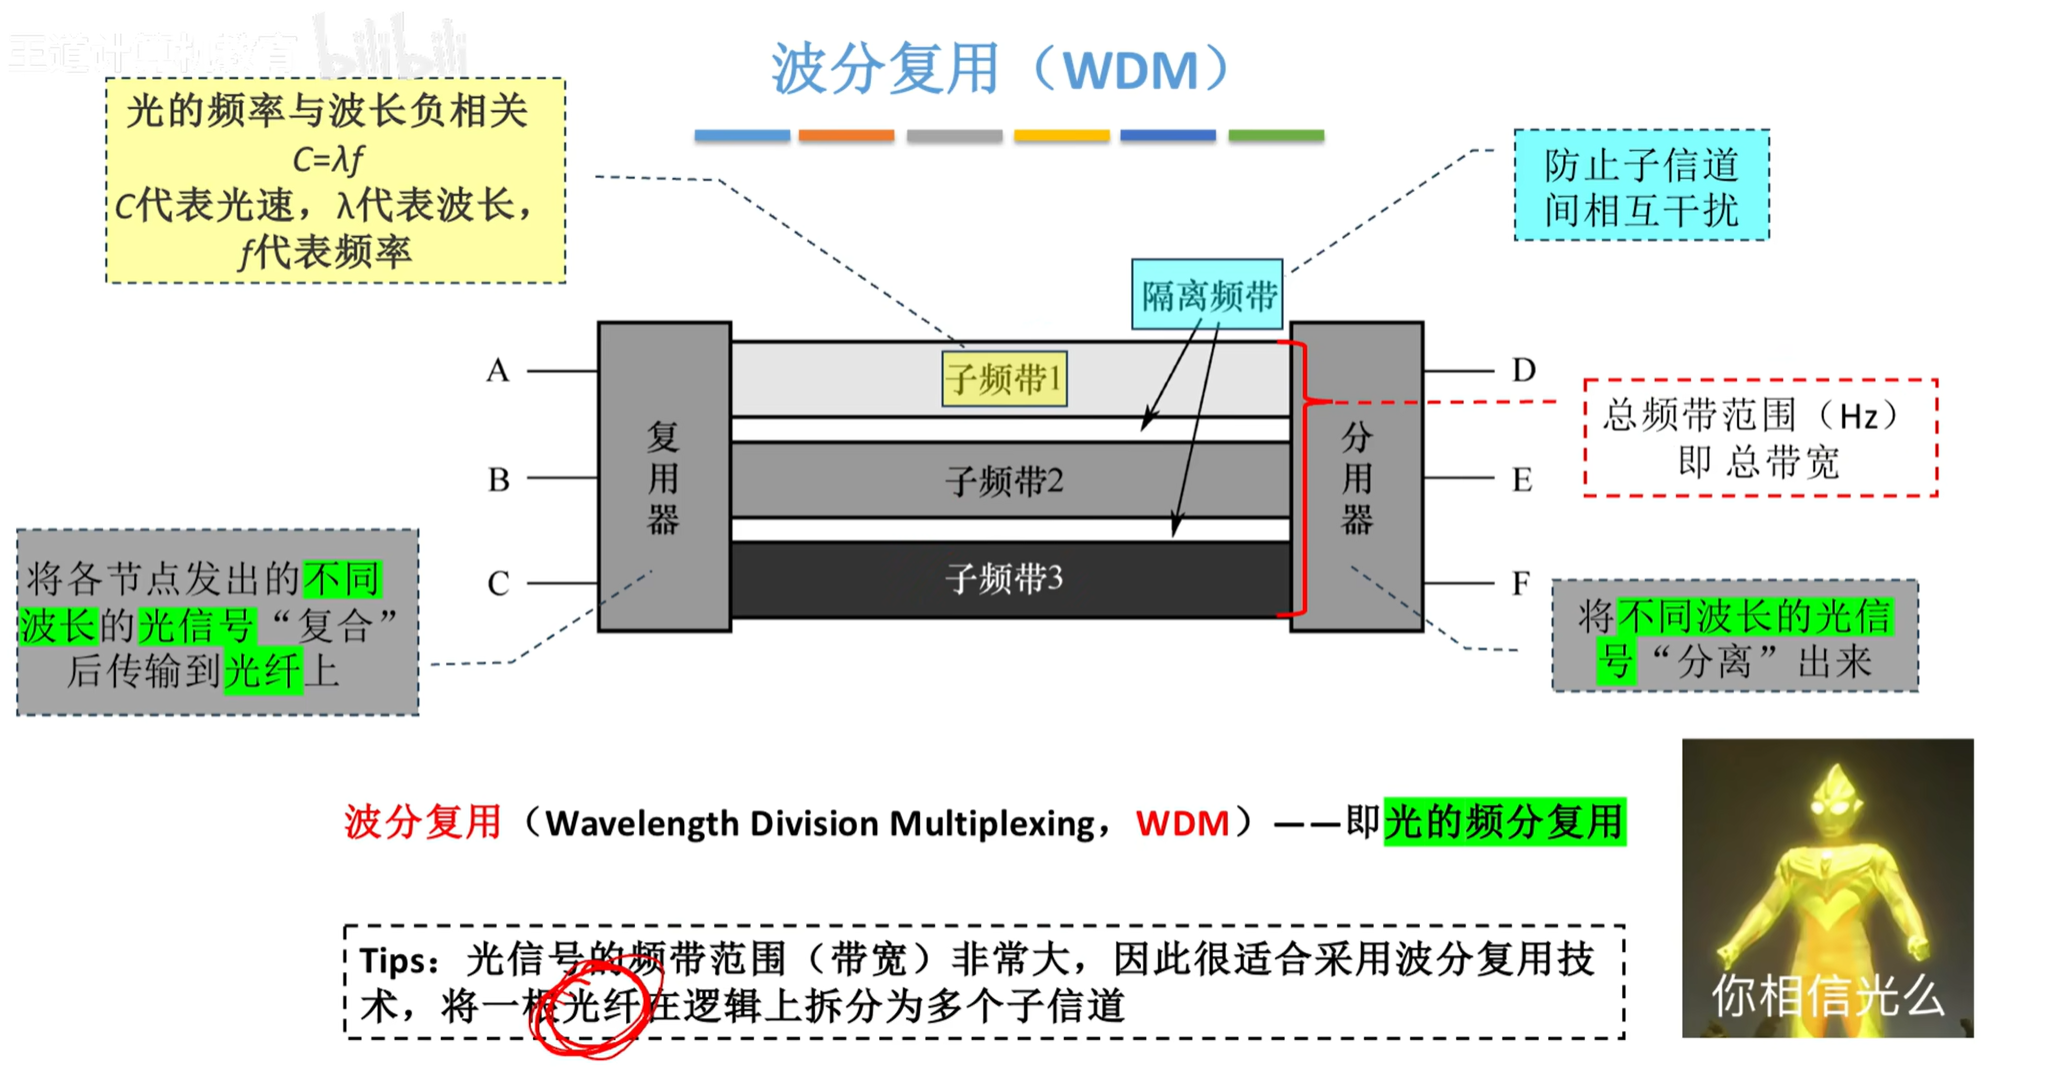 王道计算机教育 bilibili
波分复用（WDM）
光的频率与波长负相关
C=λf
C代表光速，λ代表波长，
f代表频率
防止子信道
间相互干扰
隔离频带
A
B
C
复用器
子频带1
子频带2
子频带3
分用器
D
E
F
总频带范围（Hz）
即 总带宽
将各节点发出的不同
波长的光信号“复合”
后传输到光纤上
将不同波长的光信
号“分离”出来
波分复用（Wavelength Division Multiplexing，WDM）——即光的频分复用
Tips：光信号的频带范围（带宽）非常大，因此很适合采用波分复用技
术，将一根光纤在逻辑上拆分为多个子信道
你相信光么